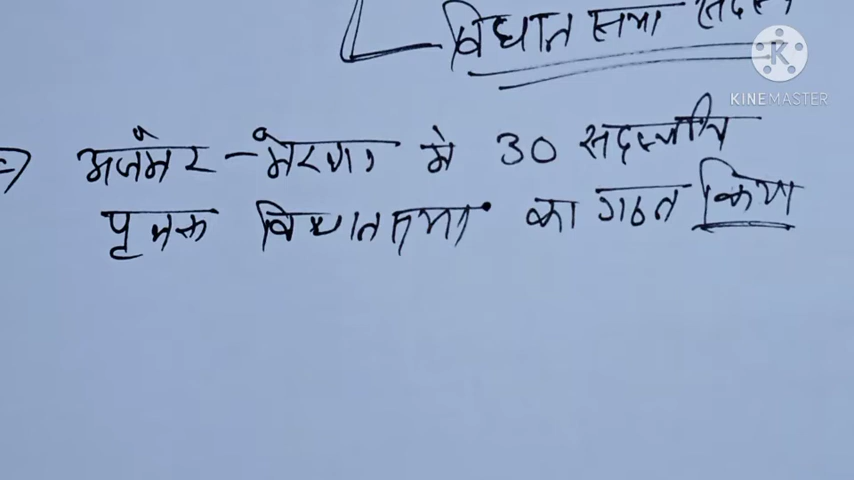 विधान सभा सदस्य
KINEMASTER
=) अजमेर - मेरवाड़ा मे 30 सदस्यीय
पृथक विधानसभा का गठन किया